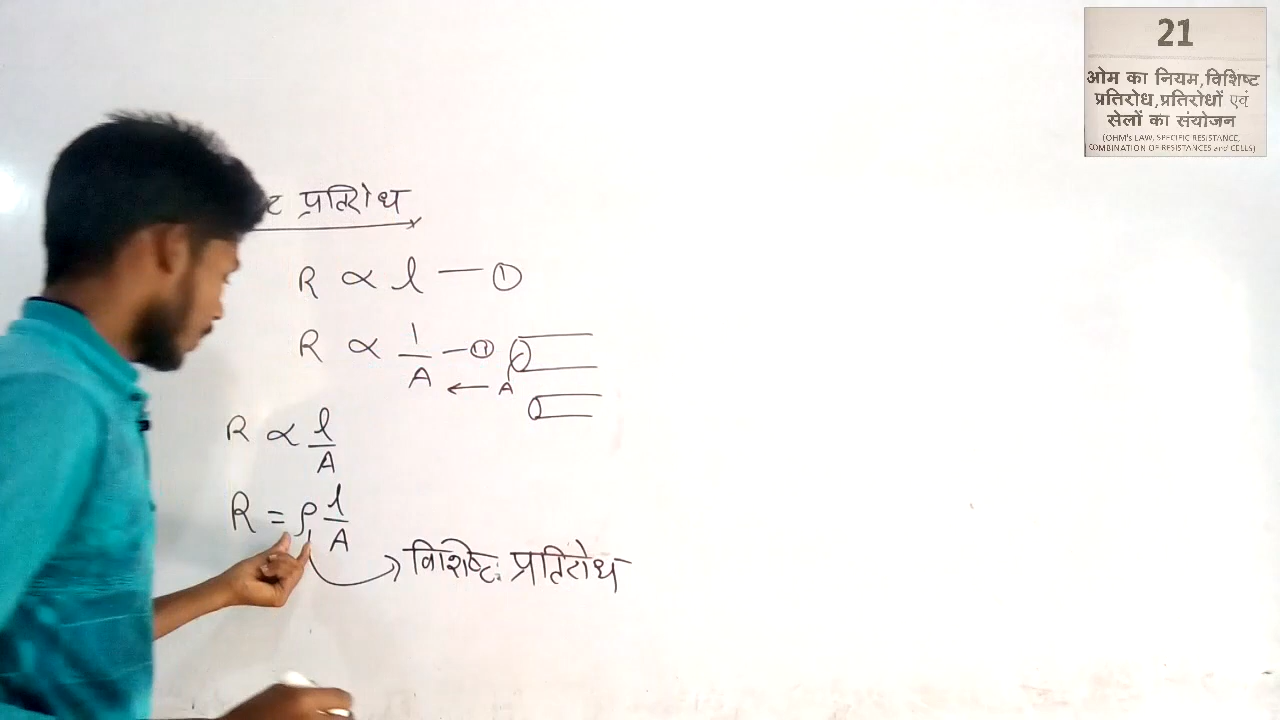 21
ओम का नियम,विशिष्ट
प्रतिरोध,प्रतिरोधों एवं
सेलों का संयोजन
(OHM's LAW, SPECIFIC RESISTANCE,
COMBINATION OF RESISTANCES and CELLS)
प्रतिरोध
R ∝ l — ①
R ∝ 1/A — ⑪
← A
R ∝ l/A
R = ρ l/A
विशिष्ट प्रतिरोध